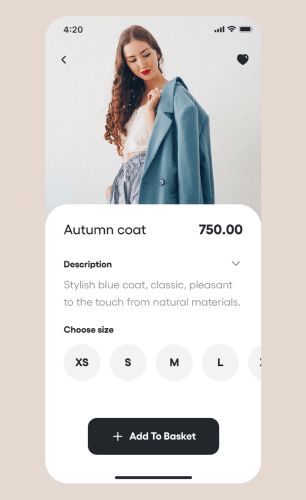 4:20
Autumn coat 750.00
Description
Stylish blue coat, classic, pleasant
to the touch from natural materials.
Choose size
XS S M L
Add To Basket